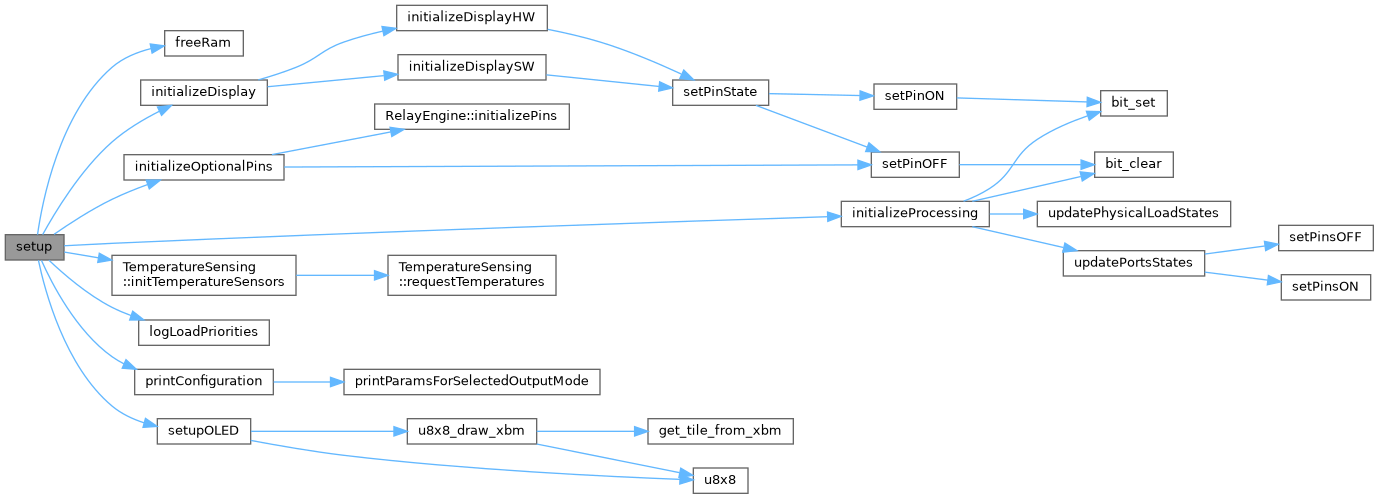 initializeDisplayHW
freeRam
initializeDisplaySW
initializeDisplay
setPinState
setPinON
bit_set
RelayEngine::initializePins
initializeOptionalPins
setPinOFF
bit_clear
initializeProcessing
updatePhysicalLoadStates
setPinsOFF
setup
updatePortsStates
TemperatureSensing
::initTemperatureSensors
TemperatureSensing
::requestTemperatures
setPinsON
logLoadPriorities
printConfiguration
printParamsForSelectedOutputMode
setupOLED
u8x8_draw_xbm
get_tile_from_xbm
u8x8